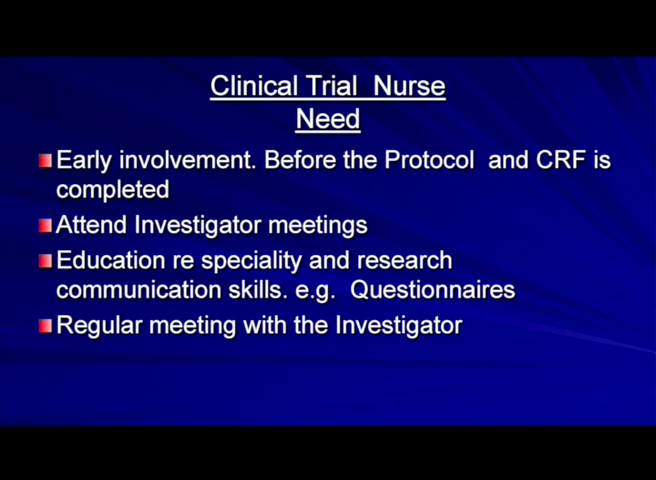 Clinical Trial  Nurse
Need
Early involvement. Before the Protocol  and CRF is
completed
Attend Investigator meetings
Education re speciality and research
communication skills. e.g.  Questionnaires
Regular meeting with the Investigator